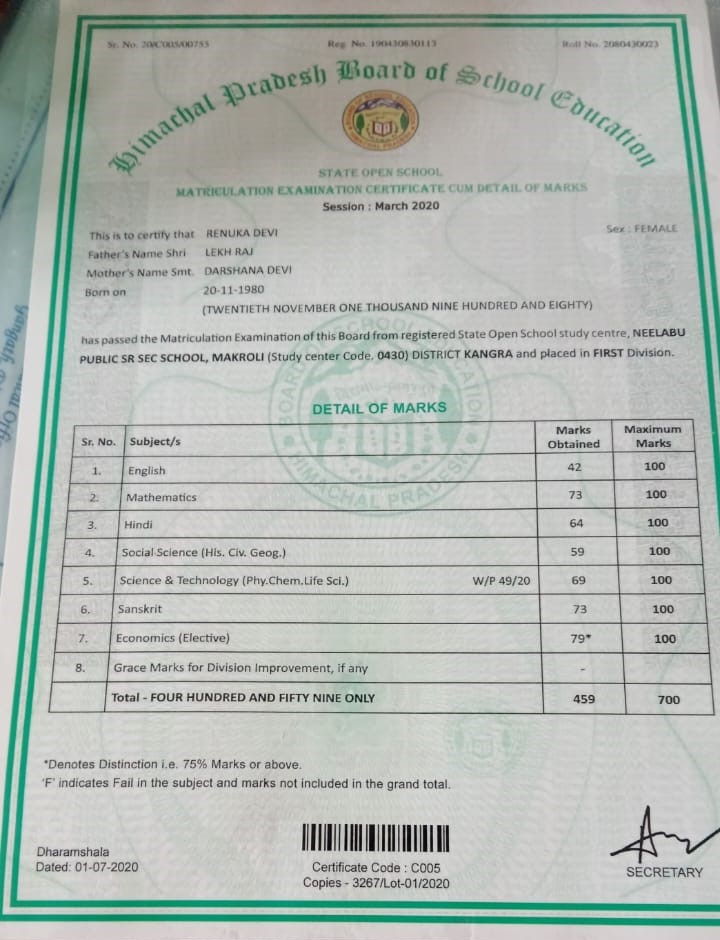 Sr. No. 20/C005A00755 Reg. No. 190430830113 Roll No. 2080430023
Himachal Pradesh Board of School Education
STATE OPEN SCHOOL
MATRICULATION EXAMINATION CERTIFICATE CUM DETAIL OF MARKS
Session : March 2020
This is to certify that RENUKA DEVI Sex : FEMALE
Father's Name Shri LEKH RAJ
Mother's Name Smt. DARSHANA DEVI
Born on 20-11-1980
(TWENTIETH NOVEMBER ONE THOUSAND NINE HUNDRED AND EIGHTY)
has passed the Matriculation Examination of this Board from registered State Open School study centre, NEELABU
PUBLIC SR SEC SCHOOL, MAKROLI (Study center Code. 0430) DISTRICT KANGRA and placed in FIRST Division.
DETAIL OF MARKS
Sr. No. Subject/s Marks Obtained Maximum Marks
1. English 42 100
2. Mathematics 73 100
3. Hindi 64 100
4. Social Science (His. Civ. Geog.) 59 100
5. Science & Technology (Phy.Chem.Life Sci.) W/P 49/20 69 100
6. Sanskrit 73 100
7. Economics (Elective) 79* 100
8. Grace Marks for Division Improvement, if any -
Total - FOUR HUNDRED AND FIFTY NINE ONLY 459 700
*Denotes Distinction i.e. 75% Marks or above.
'F' indicates Fail in the subject and marks not included in the grand total.
Dharamshala
Dated: 01-07-2020
Certificate Code : C005
Copies - 3267/Lot-01/2020
SECRETARY
BOARD OF SCHOOL EDUCATION
HIMACHAL PRADESH